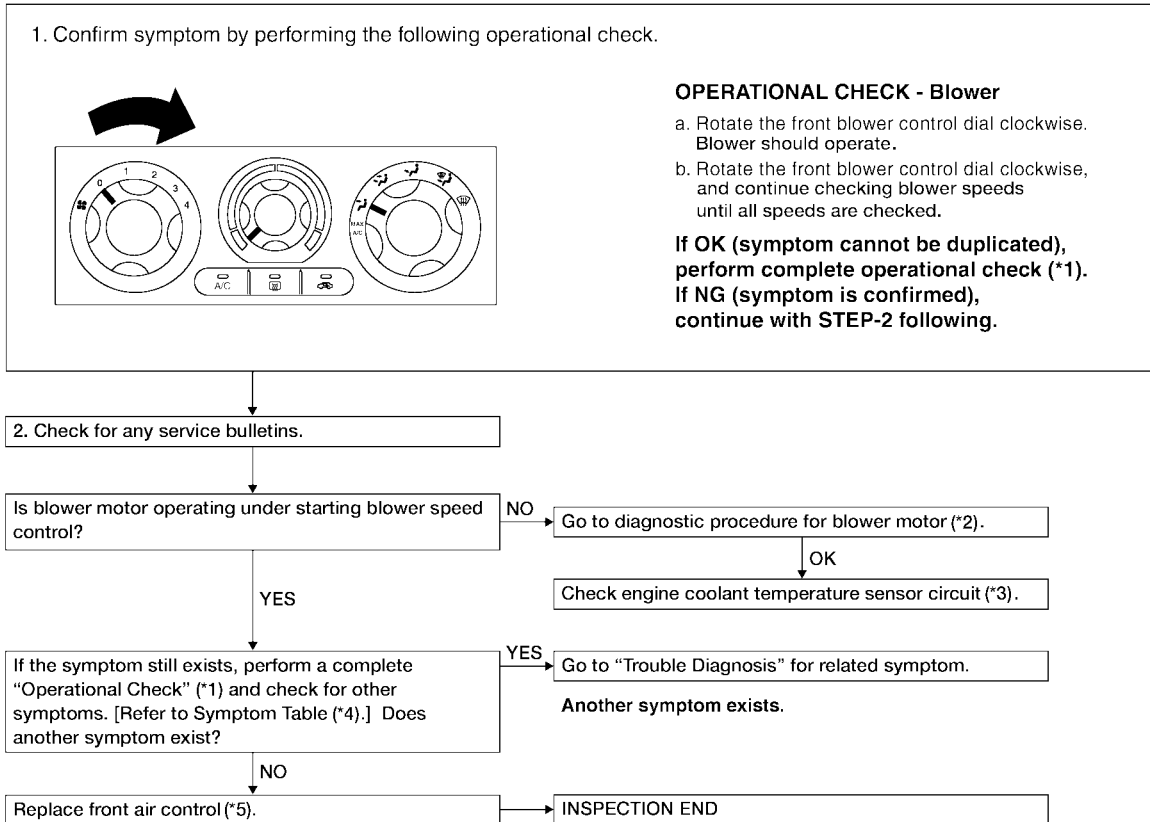 1. Confirm symptom by performing the following operational check.
OPERATIONAL CHECK - Blower
a. Rotate the front blower control dial clockwise.
Blower should operate.
b. Rotate the front blower control dial clockwise,
and continue checking blower speeds
until all speeds are checked.
If OK (symptom cannot be duplicated),
perform complete operational check (*1).
If NG (symptom is confirmed),
continue with STEP-2 following.
0 1 2 3 4
MAX
A/C
A/C
2. Check for any service bulletins.
Is blower motor operating under starting blower speed
control?
NO
Go to diagnostic procedure for blower motor (*2).
OK
Check engine coolant temperature sensor circuit (*3).
YES
If the symptom still exists, perform a complete
“Operational Check” (*1) and check for other
symptoms. [Refer to Symptom Table (*4).] Does
another symptom exist?
YES
Go to “Trouble Diagnosis” for related symptom.
Another symptom exists.
NO
Replace front air control (*5).
INSPECTION END